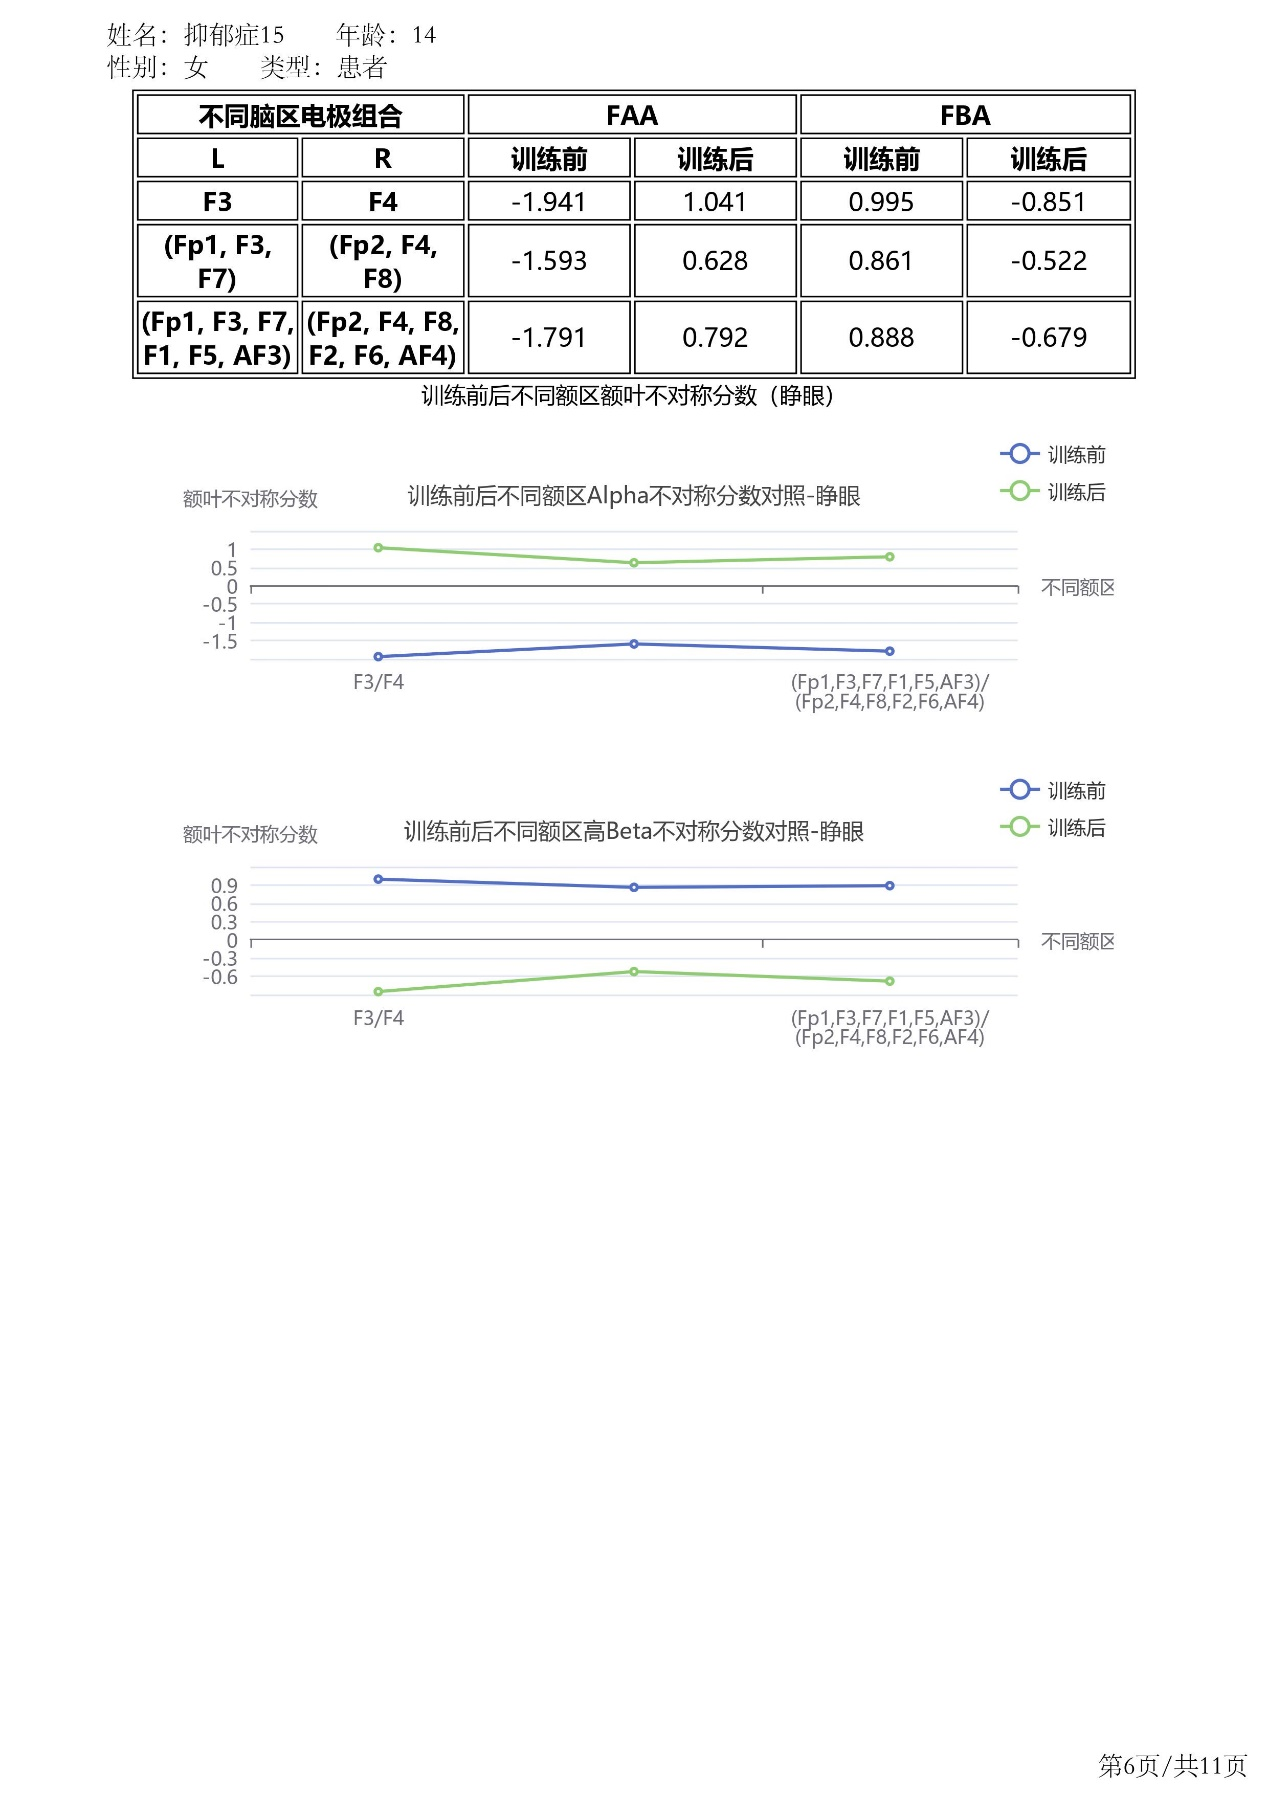 姓名：抑郁症15 年龄：14
性别：女 类型：患者
不同脑区电极组合 FAA FBA
L R 训练前 训练后 训练前 训练后
F3 F4 -1.941 1.041 0.995 -0.851
(Fp1, F3, F7) (Fp2, F4, F8) -1.593 0.628 0.861 -0.522
(Fp1, F3, F7, F1, F5, AF3) (Fp2, F4, F8, F2, F6, AF4) -1.791 0.792 0.888 -0.679
训练前后不同额区额叶不对称分数（睁眼）
训练前
训练后
额叶不对称分数
训练前后不同额区Alpha不对称分数对照-睁眼
1
0.5
0
-0.5
-1
-1.5
不同额区
F3/F4
(Fp1,F3,F7,F1,F5,AF3)/
(Fp2,F4,F8,F2,F6,AF4)
训练前
训练后
额叶不对称分数
训练前后不同额区高Beta不对称分数对照-睁眼
0.9
0.6
0.3
0
-0.3
-0.6
不同额区
F3/F4
(Fp1,F3,F7,F1,F5,AF3)/
(Fp2,F4,F8,F2,F6,AF4)
第6页/共11页